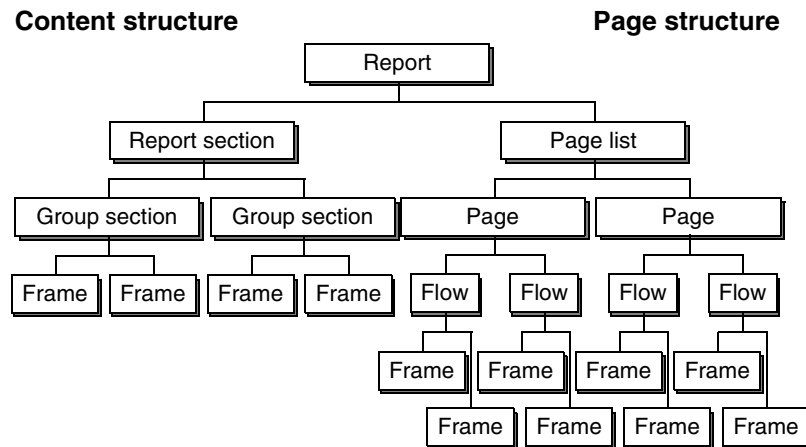 Content structure Page structure
Report
Report section Page list
Group section Group section Page Page
Frame Frame Frame Frame Flow Flow Flow Flow
Frame Frame Frame Frame
Frame Frame Frame Frame